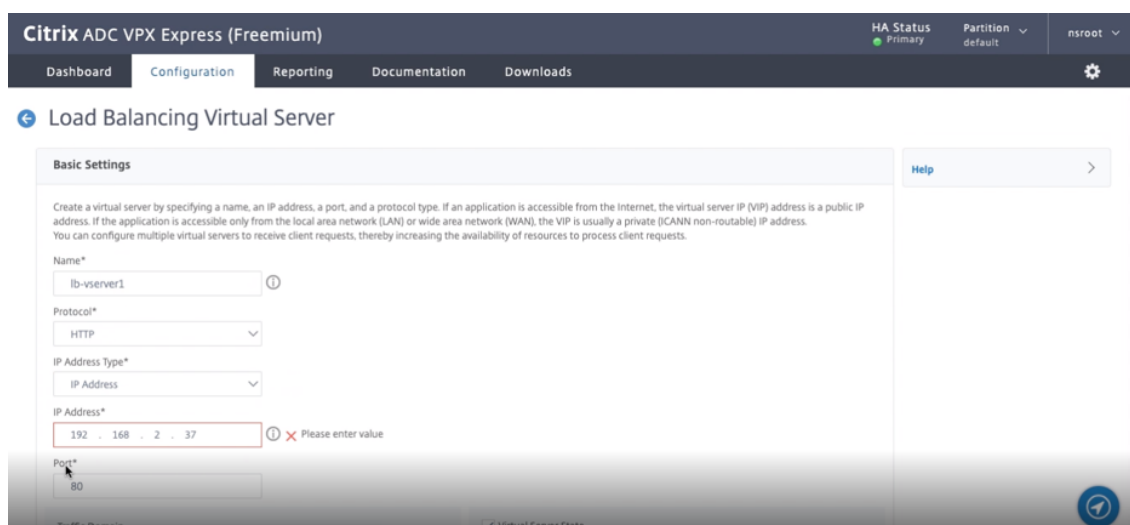 Citrix ADC VPX Express (Freemium)
HA Status
Primary
Partition
default
nsroot
Dashboard
Configuration
Reporting
Documentation
Downloads
Load Balancing Virtual Server
Basic Settings
Help
Create a virtual server by specifying a name, an IP address, a port, and a protocol type. If an application is accessible from the Internet, the virtual server IP (VIP) address is a public IP
address. If the application is accessible only from the local area network (LAN) or wide area network (WAN), the VIP is usually a private (ICANN non-routable) IP address.
You can configure multiple virtual servers to receive client requests, thereby increasing the availability of resources to process client requests.
Name*
lb-vserver1
Protocol*
HTTP
IP Address Type*
IP Address
IP Address*
192 . 168 . 2 . 37
Please enter value
Port*
80
Traffic Domain
Virtual Server State